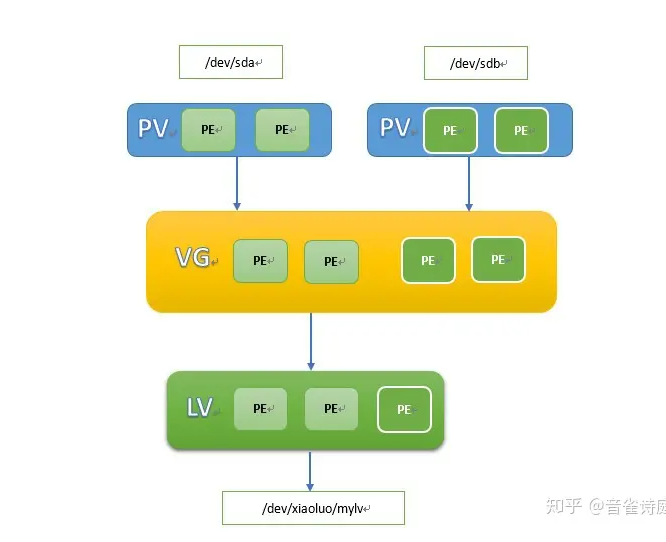 /dev/sda
/dev/sdb
PV PE PE
PV PE PE
VG PE PE PE PE
LV PE PE PE
/dev/xiaoluo/mylv
知乎 @音雀诗庭